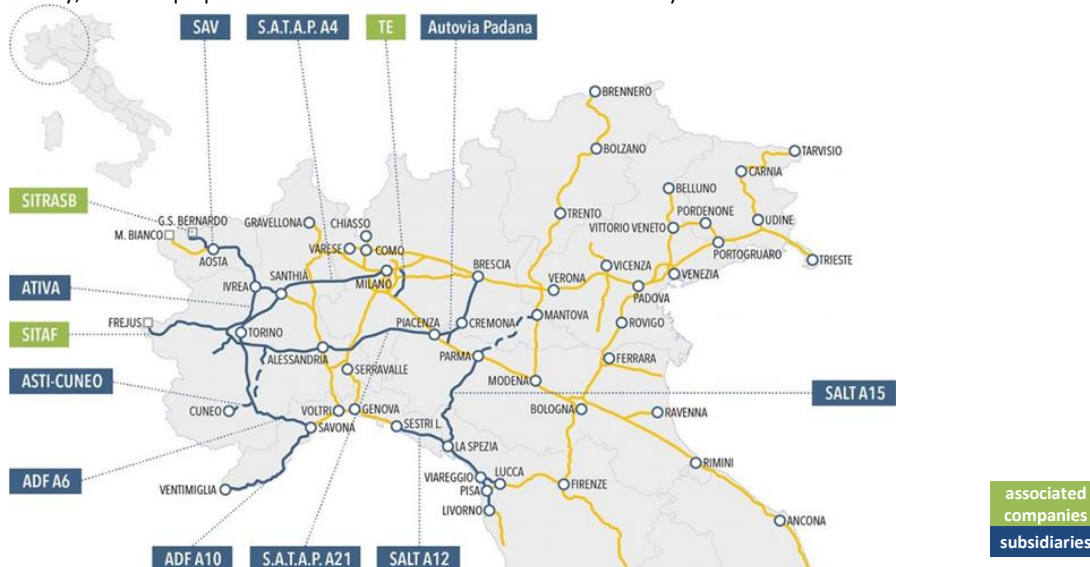 SAV
S.A.T.A.P. A4
TE
Autovia Padana
BRENNERO
BOLZANO
TARVISIO
CARNIA
SITRASB
BELLUNO
G.S. BERNARDO
GRAVELLONA
CHIASSO
TRENTO
PORDENONE
UDINE
M. BIANCO
VITTORIO VENETO
VARESE
COMO
PORTOGRUARO
AOSTA
TRIESTE
BRESCIA
VICENZA
SANTHIA
VERONA
VENEZIA
ATIVA
IVREA
MILANO
PADOVA
MANTOVA
FREJUS
PIACENZA
CREMONA
ROVIGO
SITAF
TORINO
PARMA
ALESSANDRIA
FERRARA
SERRAVALLE
ASTI-CUNEO
MODENA
SALT A15
CUNEO
VOLTRI
GENOVA
BOLOGNA
RAVENNA
SAVONA
SESTRI L.
LA SPEZIA
RIMINI
ADF A6
VIAREGGIO
LUCCA
VENTIMIGLIA
PISA
FIRENZE
LIVORNO
associated
companies
ANCONA
subsidiaries
ADF A10
S.A.T.A.P. A21
SALT A12